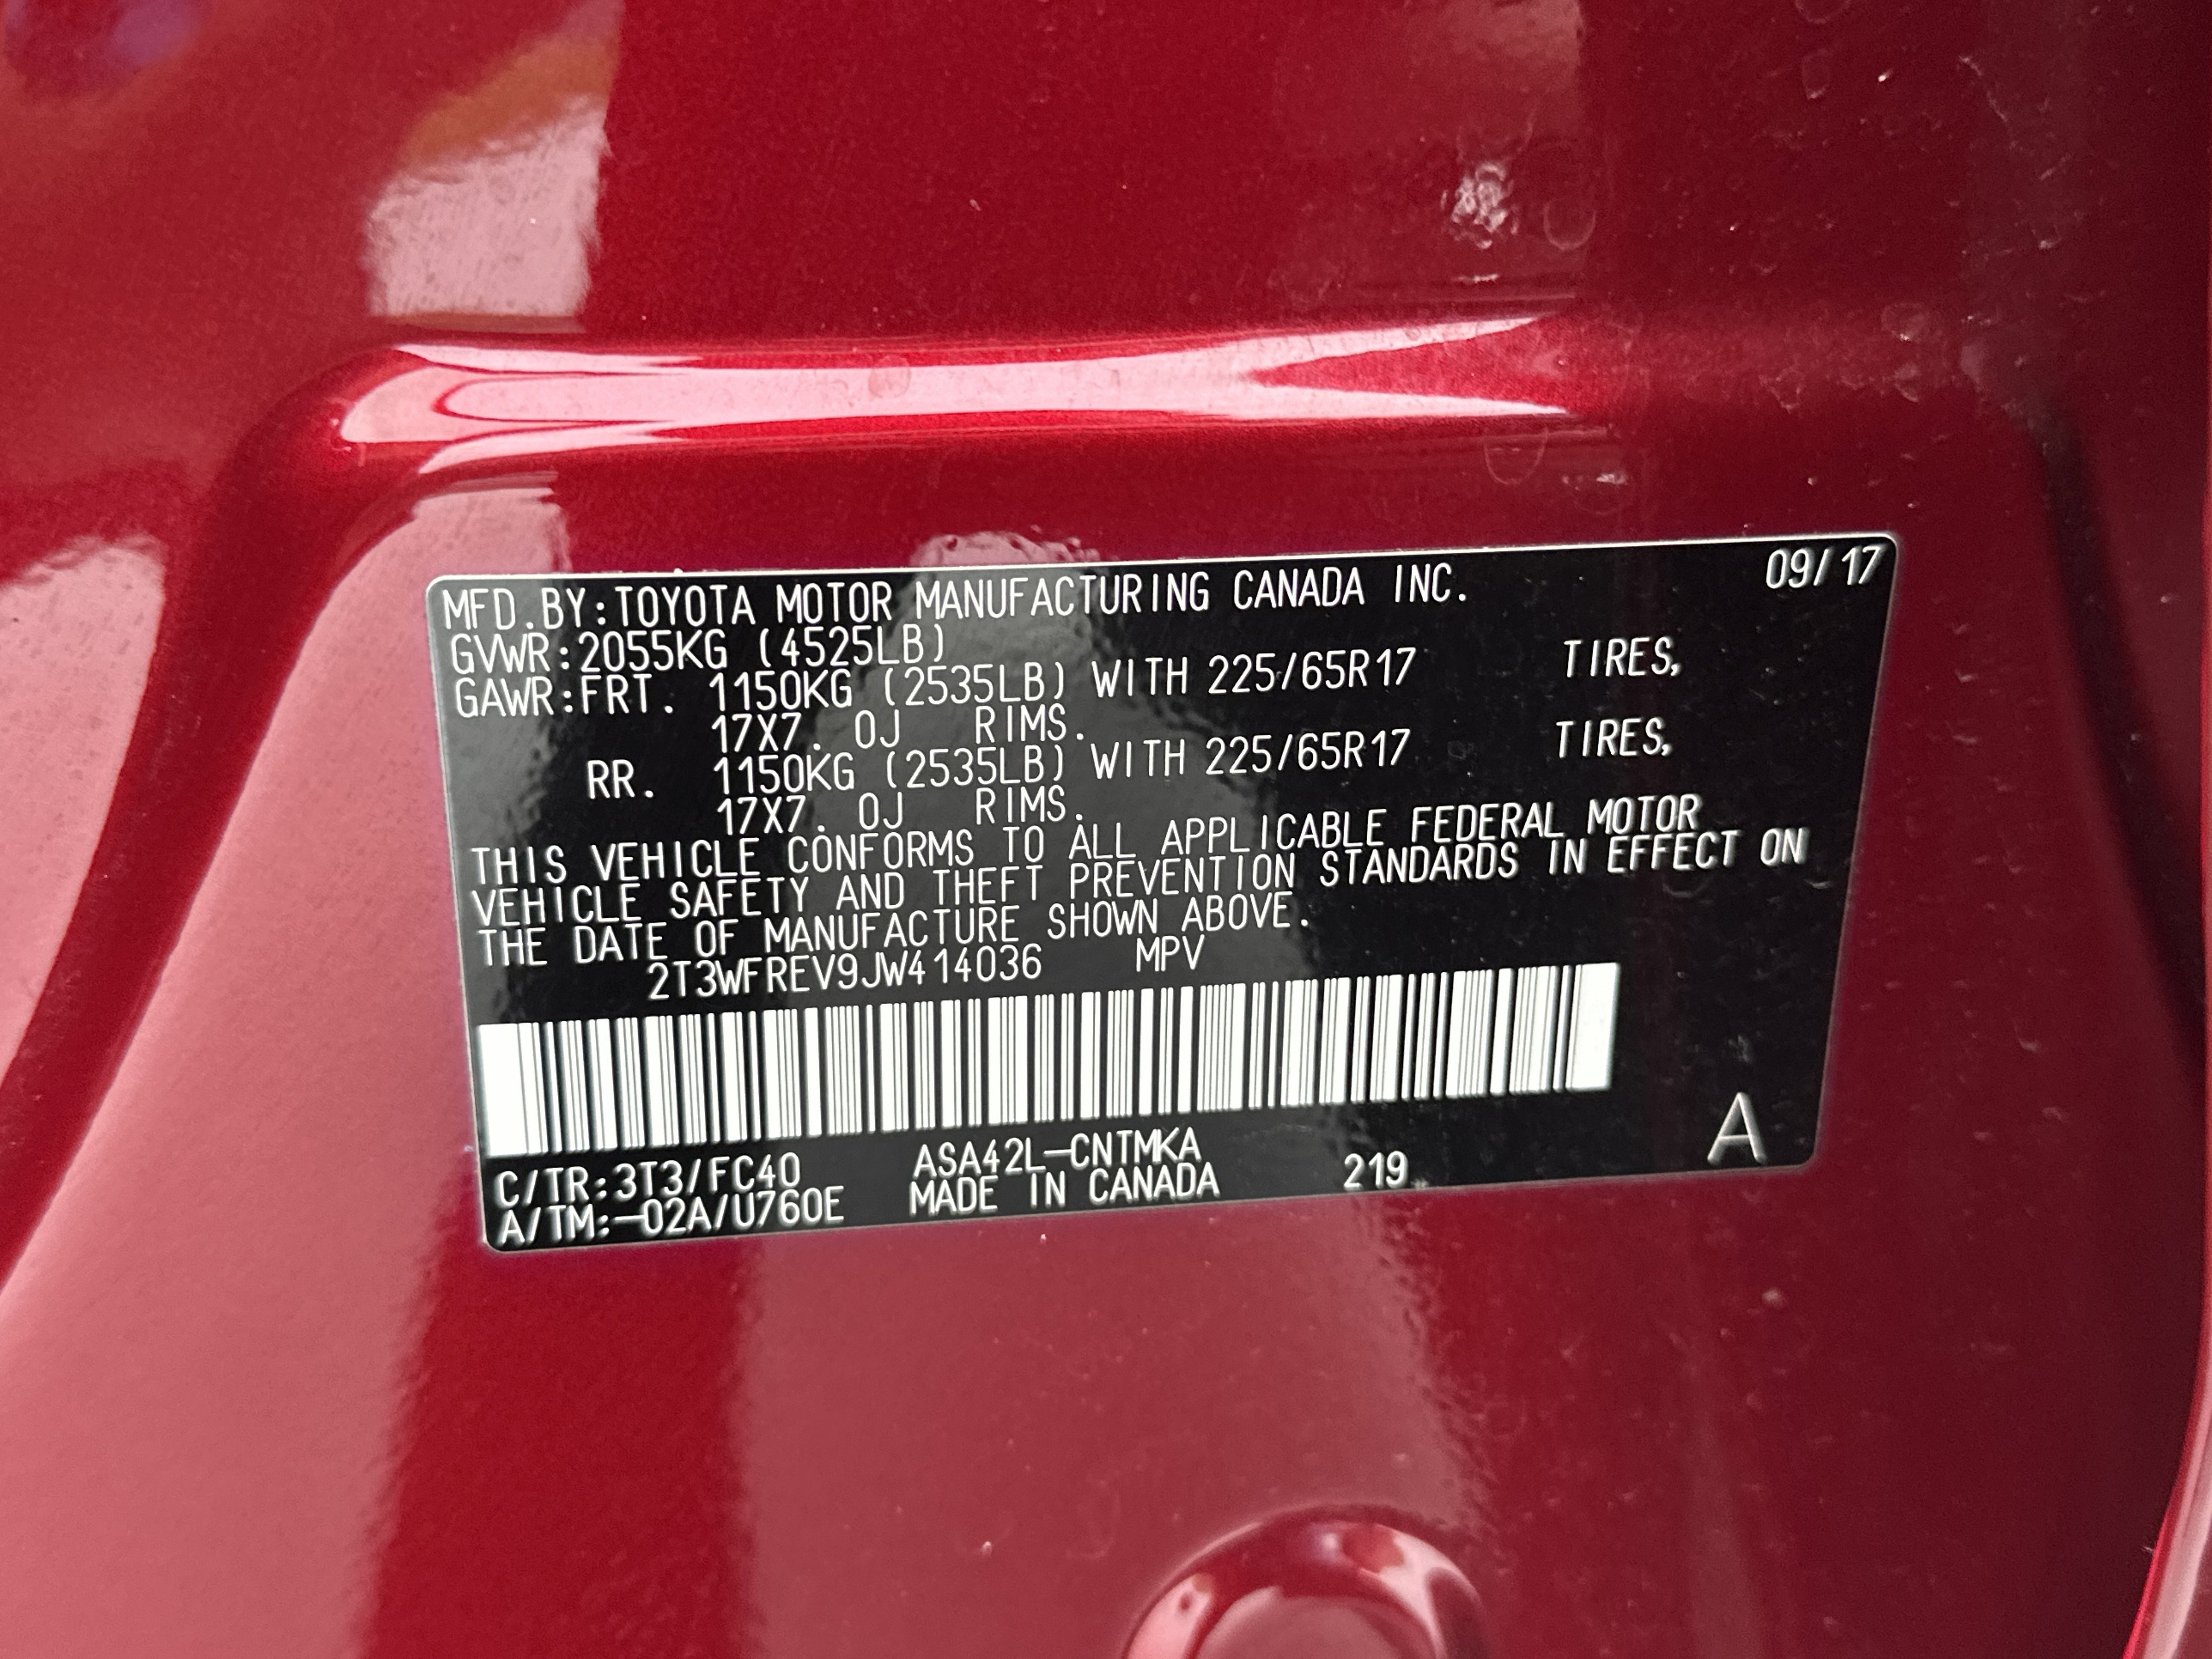 09/17
MFD.BY:TOYOTA MOTOR MANUFACTURING CANADA INC.
GVWR:2055KG (4525LB)
GAWR:FRT. 1150KG (2535LB) WITH 225/65R17 TIRES,
17X7.0J RIMS.
RR. 1150KG (2535LB) WITH 225/65R17 TIRES,
17X7.0J RIMS.
THIS VEHICLE CONFORMS TO ALL APPLICABLE FEDERAL MOTOR
VEHICLE SAFETY AND THEFT PREVENTION STANDARDS IN EFFECT ON
THE DATE OF MANUFACTURE SHOWN ABOVE.
2T3WFREV9JW414036 MPV
A
C/TR:3T3/FC40 ASA42L-CNTMKA
A/TM:-02A/U760E MADE IN CANADA 219